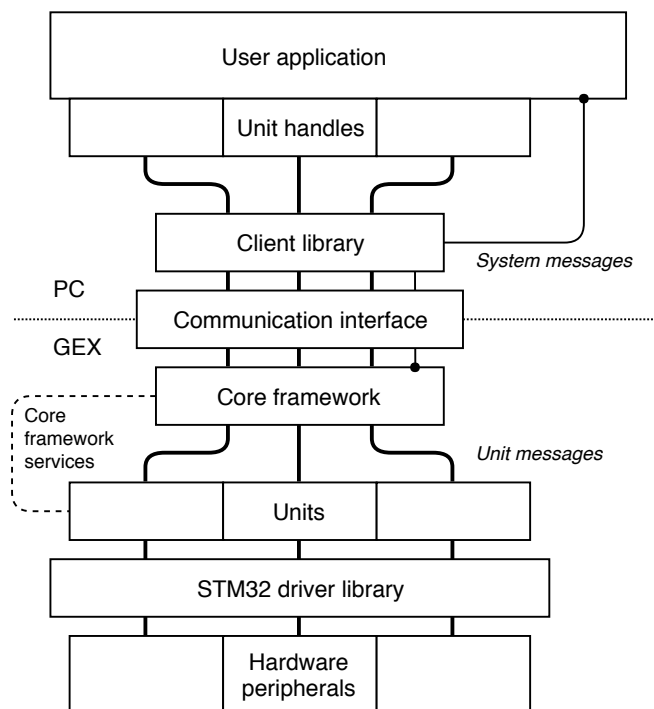 User application
Unit handles
Client library
System messages
PC
Communication interface
GEX
Core framework
Core
framework
services
Unit messages
Units
STM32 driver library
Hardware
peripherals